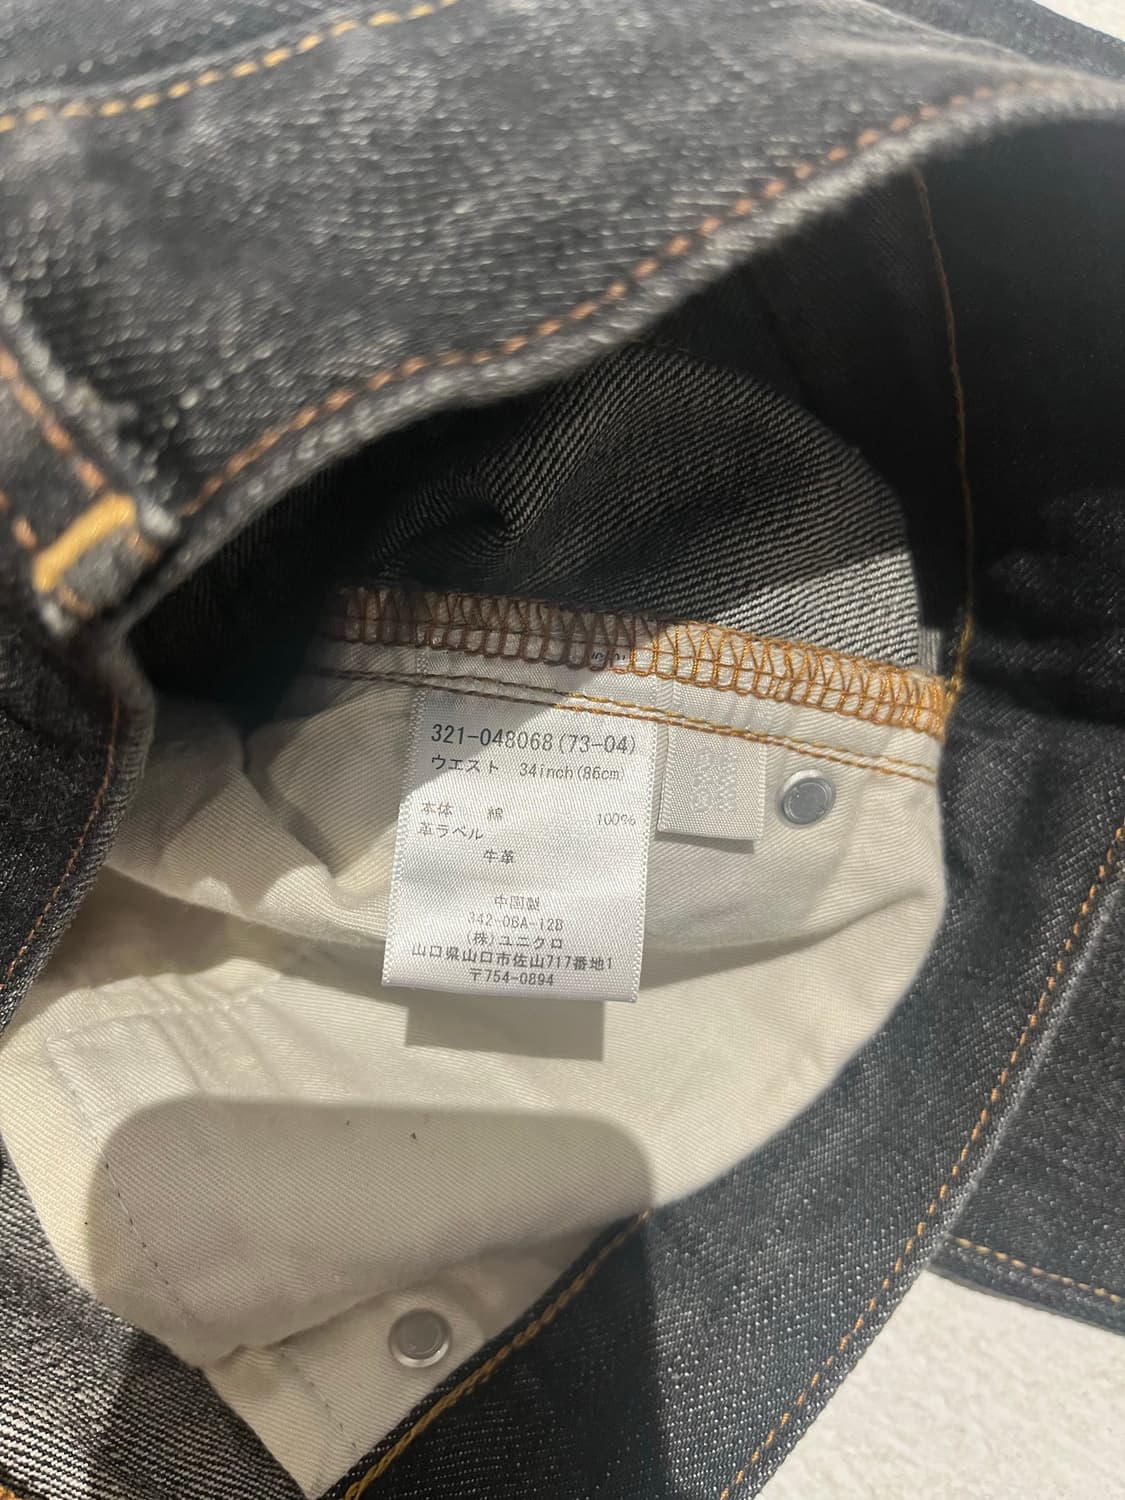 321-048068(73-04)
ウエスト 34inch(86cm)
本体 綿 100%
革ラベル
牛革
中国製
342-06A-12B
(株)ユニクロ
山口県山口市佐山717番地1
〒754-0894